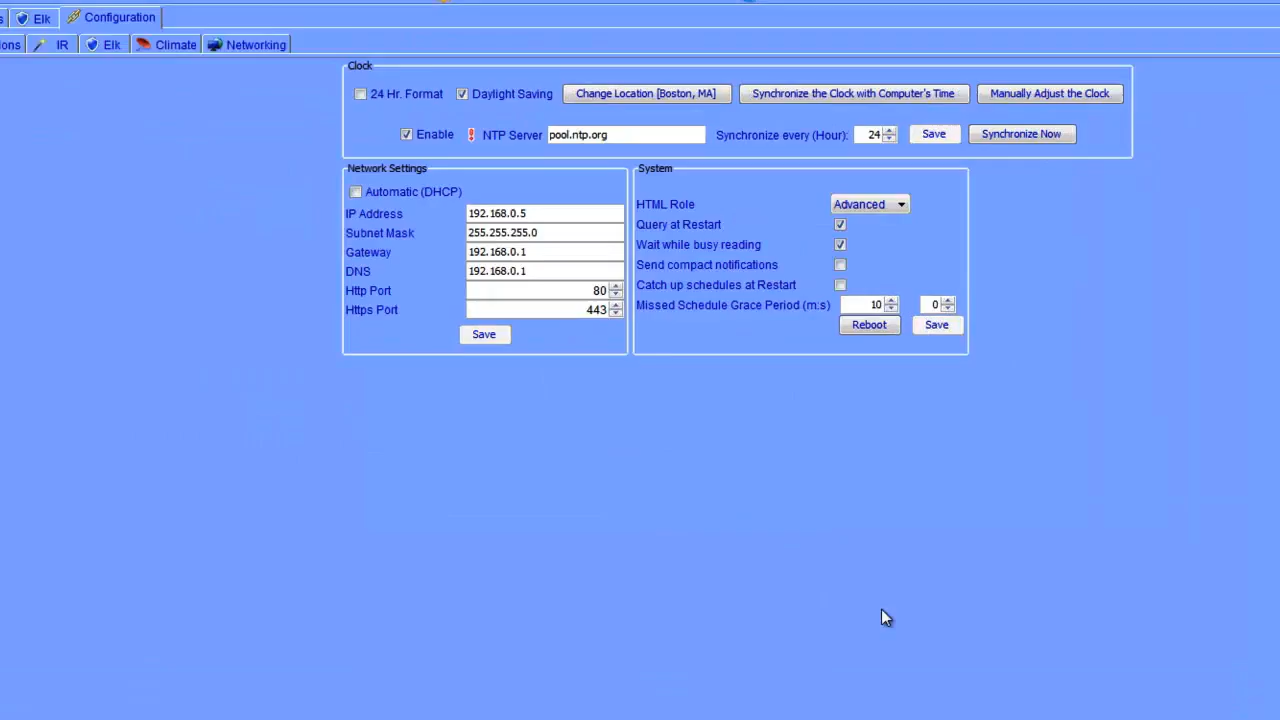 s Elk Configuration
ions IR Elk Climate Networking
Clock
24 Hr. Format Daylight Saving Change Location [Boston, MA] Synchronize the Clock with Computer's Time Manually Adjust the Clock
Enable NTP Server pool.ntp.org Synchronize every (Hour): 24 Save Synchronize Now
Network Settings
Automatic (DHCP)
IP Address 192.168.0.5
Subnet Mask 255.255.255.0
Gateway 192.168.0.1
DNS 192.168.0.1
Http Port 80
Https Port 443
Save
System
HTML Role Advanced
Query at Restart
Wait while busy reading
Send compact notifications
Catch up schedules at Restart
Missed Schedule Grace Period (m:s) 10 0
Reboot Save